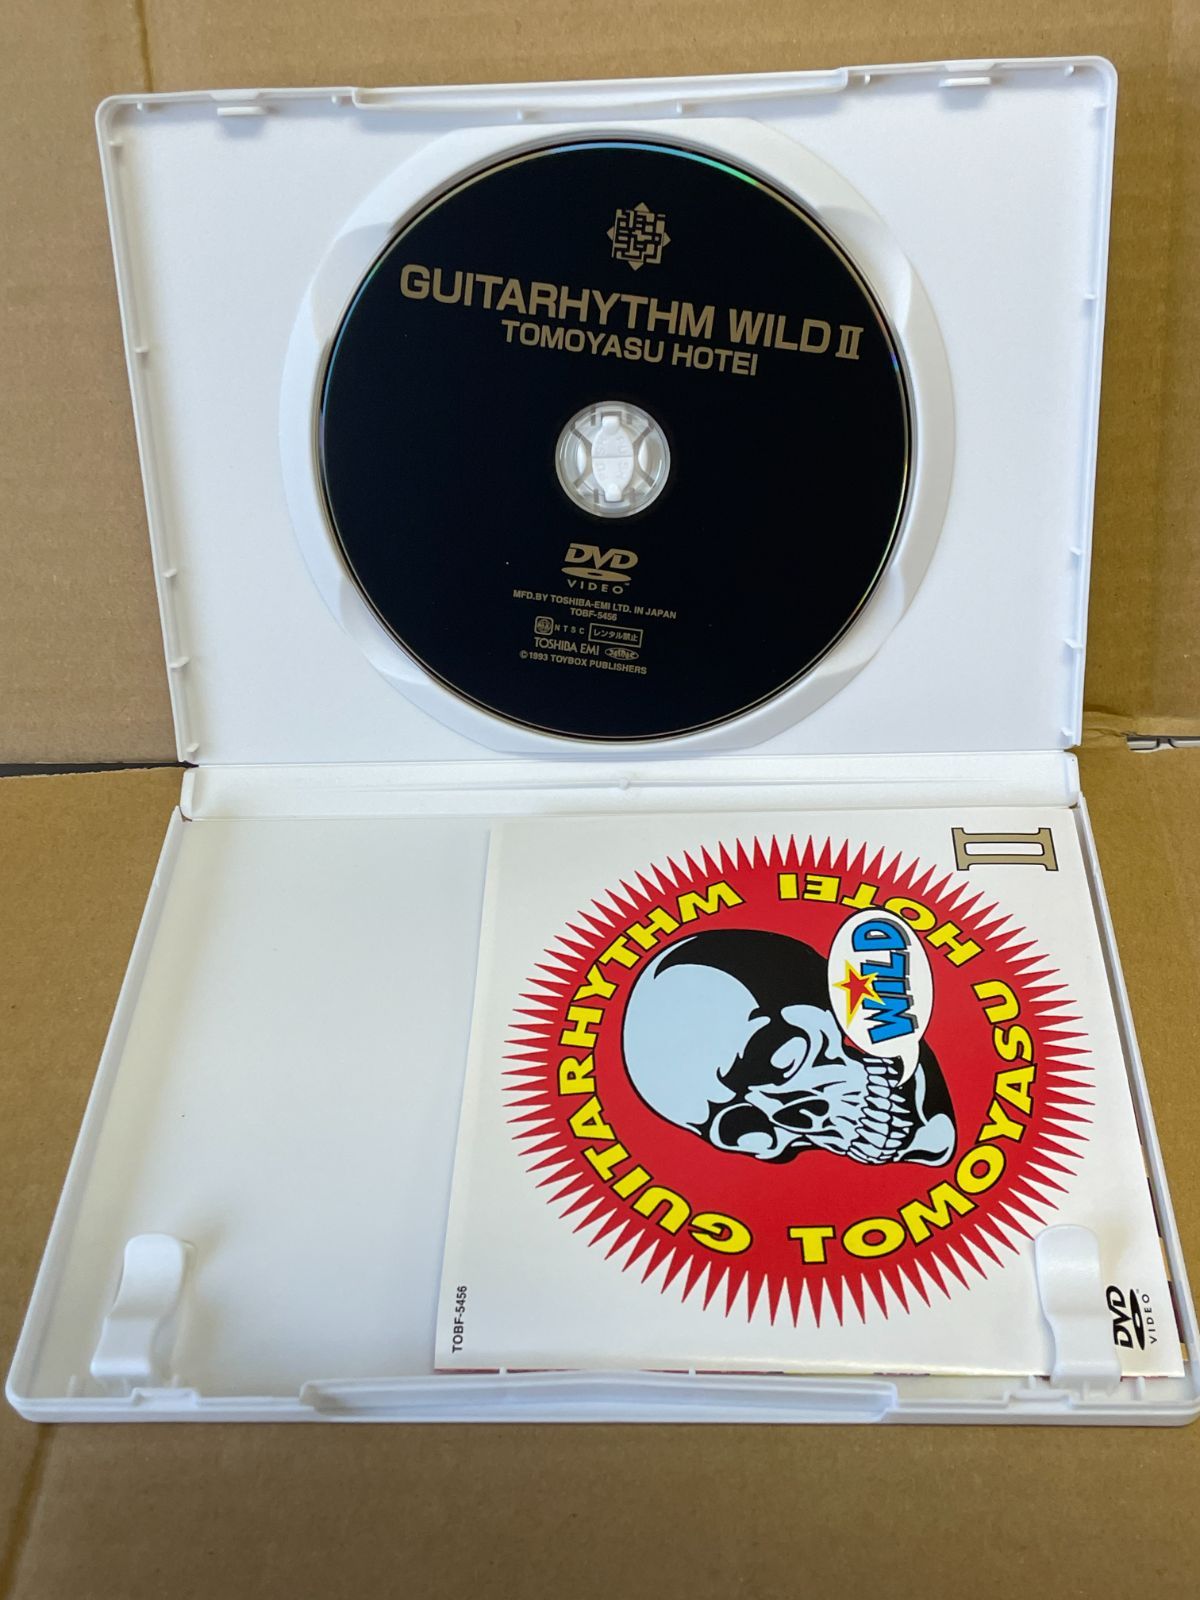 GUITARHYTHM WILD II
TOMOYASU HOTEI
DVD
VIDEO™
MFD.BY TOSHIBA-EMI LTD. IN JAPAN
TOBF-5456
NTSC レンタル禁止
TOSHIBA EMI
©1993 TOYBOX PUBLISHERS
II
GUITARHYTHM
TOMOYASU HOTEI
WILD
TOBF-5456
DVD
VIDEO